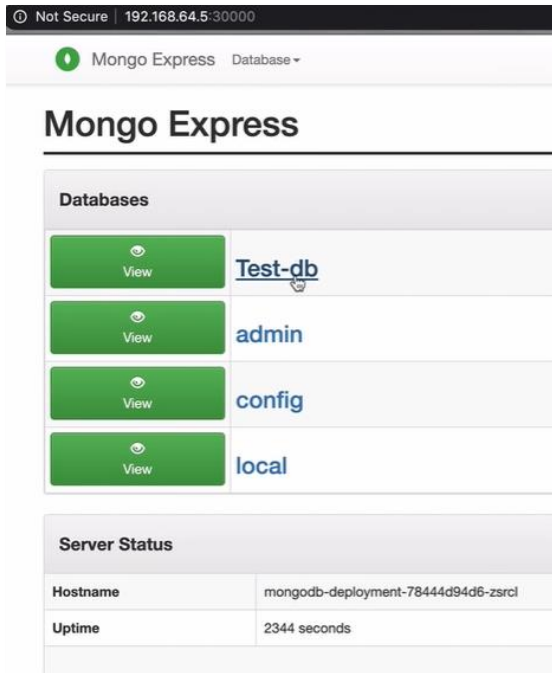 Not Secure 192.168.64.5:30000
Mongo Express Database
Mongo Express
Databases
View
Test-db
View
admin
View
config
View
local
Server Status
Hostname mongodb-deployment-78444d94d6-zsrcl
Uptime 2344 seconds